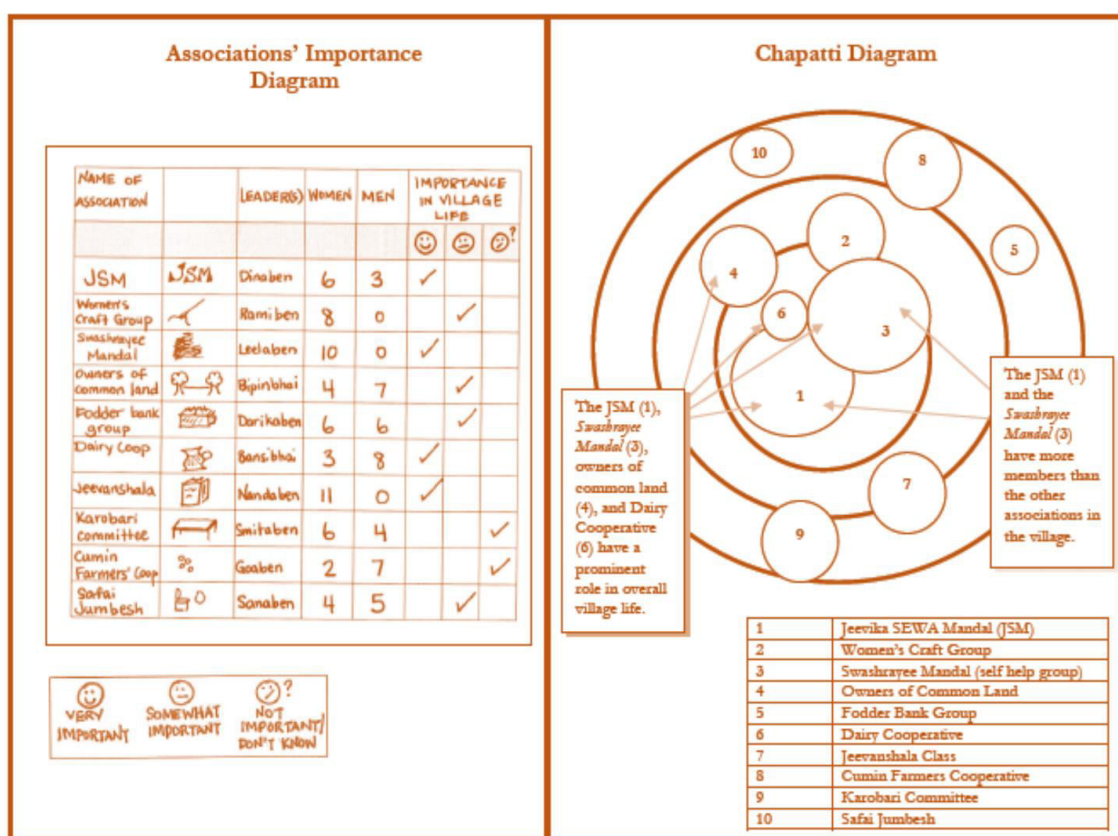 Associations' Importance
Diagram
NAME OF ASSOCIATION LEADER(S) WOMEN MEN IMPORTANCE IN VILLAGE LIFE
?
JSM JSM Dinaben 6 3 ✓
Women's Craft Group Ramiben 8 0 ✓
Swashrayee Mandal Leelaben 10 0 ✓
Owners of common land Bipinbhai 4 7 ✓
Fodder bank group Darikaben 6 6 ✓
Dairy Coop Bansibhai 3 8 ✓
Jeevanshala Nandaben 11 0 ✓
Karobari committee Smitaben 6 4 ✓
Cumin Farmers' Coop Goaben 2 7 ✓
Safai Jumbesh Sanaben 4 5 ✓
VERY IMPORTANT
SOMEWHAT IMPORTANT
? NOT IMPORTANT/ DON'T KNOW
Chapatti Diagram
10
8
2
5
4
6
3
1
7
9
The JSM (1),
Swashrayee
Mandal (3),
owners of
common land
(4), and Dairy
Cooperative
(6) have a
prominent
role in overall
village life.
The JSM (1)
and the
Swashrayee
Mandal (3)
have more
members than
the other
associations in
the village.
1 Jeevika SEWA Mandal (JSM)
2 Women's Craft Group
3 Swashrayee Mandal (self help group)
4 Owners of Common Land
5 Fodder Bank Group
6 Dairy Cooperative
7 Jeevanshala Class
8 Cumin Farmers Cooperative
9 Karobari Committee
10 Safai Jumbesh